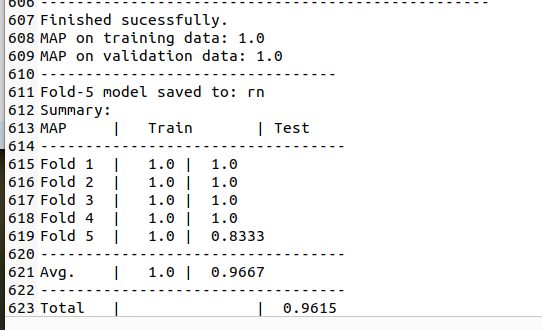 606 --------------------------------------------------
607 Finished sucessfully.
608 MAP on training data: 1.0
609 MAP on validation data: 1.0
610 ---------------------------------
611 Fold-5 model saved to: rn
612 Summary:
613 MAP     |   Train       | Test
614 ----------------------------------
615 Fold 1  |   1.0 |  1.0
616 Fold 2  |   1.0 |  1.0
617 Fold 3  |   1.0 |  1.0
618 Fold 4  |   1.0 |  1.0
619 Fold 5  |   1.0 |  0.8333
620 ----------------------------------
621 Avg.    |   1.0 |  0.9667
622 ----------------------------------
623 Total   |               |  0.9615